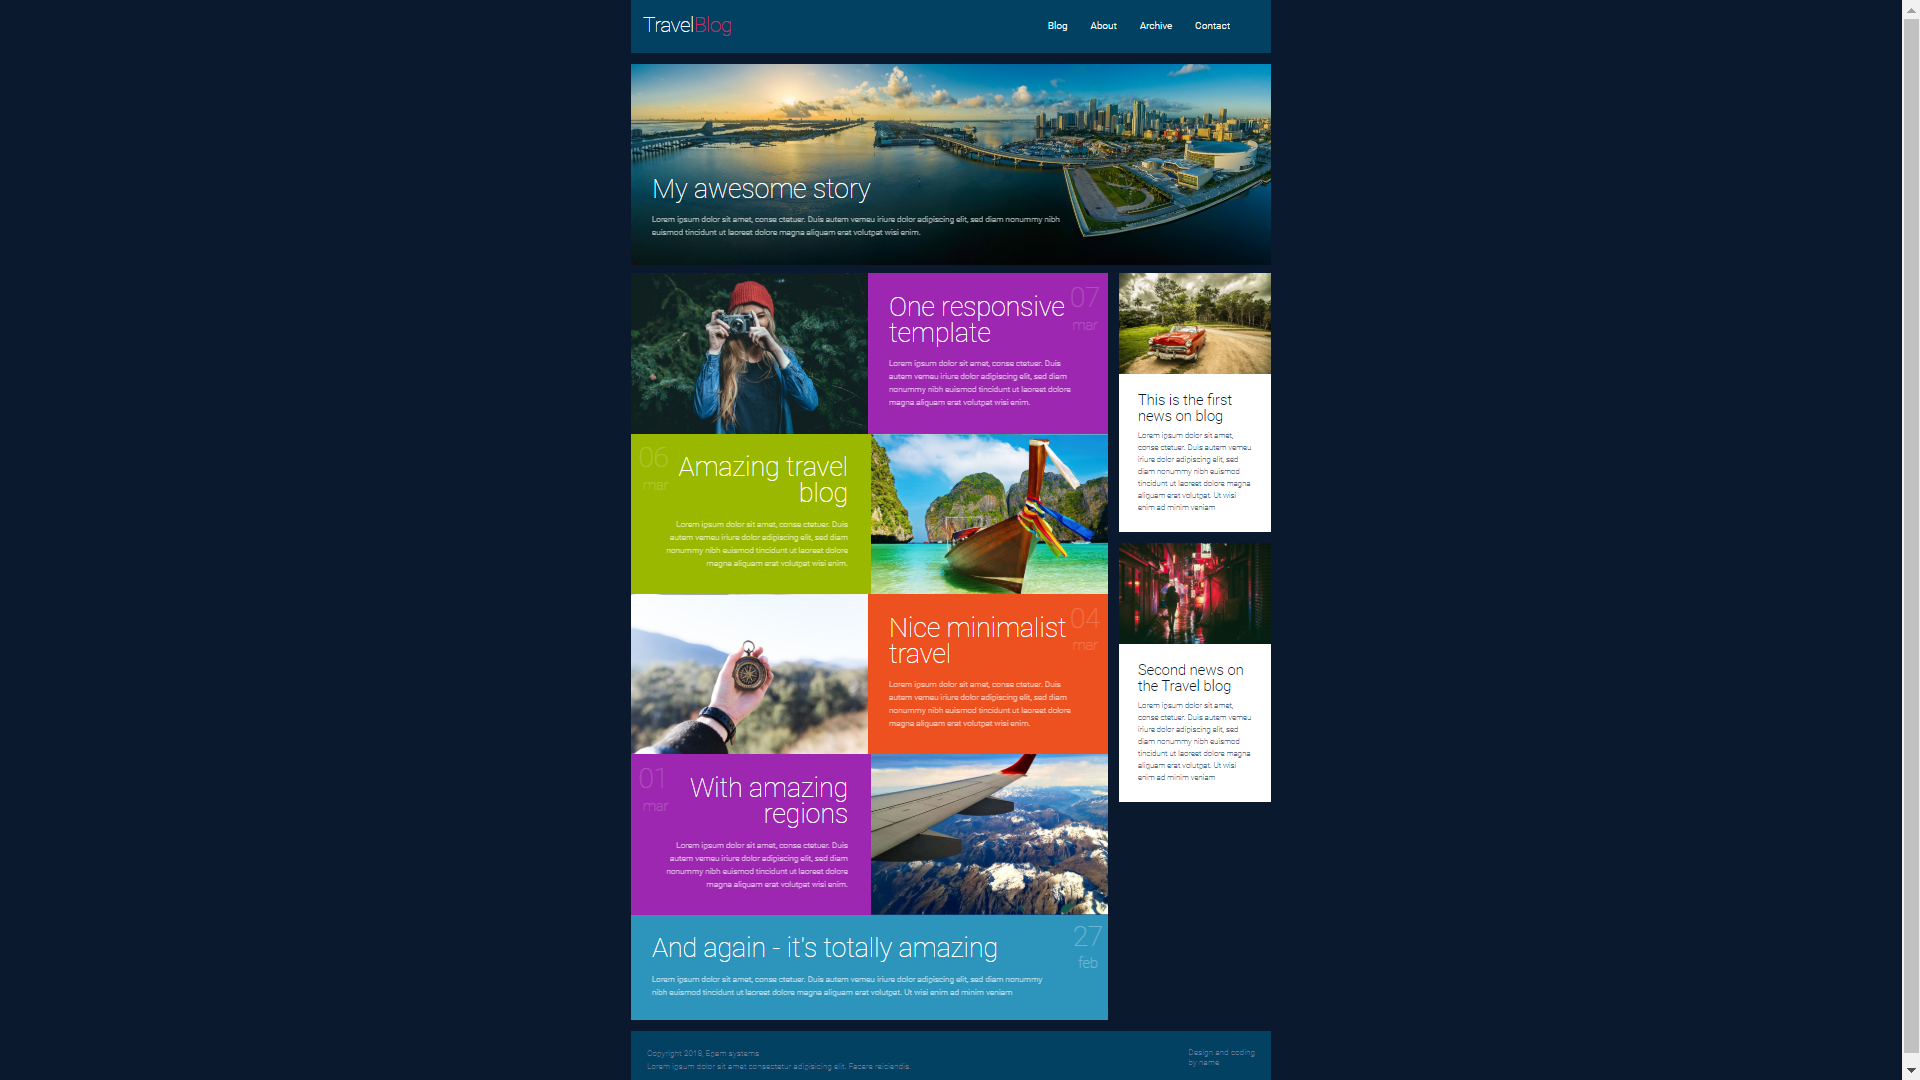 TravelBlog
Blog About Archive Contact
My awesome story
Lorem ipsum dolor sit amet, conse ctetuer. Duis autem vemeu iriure dolor adipiscing elit, sed diam nonummy nibh
euismod tincidunt ut laoreet dolore magna aliquam erat volutpat wisi enim.
One responsive
template
07
mar
Lorem ipsum dolor sit amet, conse ctetuer. Duis
autem vemeu iriure dolor adipiscing elit, sed diam
nonummy nibh euismod tincidunt ut laoreet dolore
magna aliquam erat volutpat wisi enim.
06
mar
Amazing travel
blog
Lorem ipsum dolor sit amet, conse ctetuer. Duis
autem vemeu iriure dolor adipiscing elit, sed diam
nonummy nibh euismod tincidunt ut laoreet dolore
magna aliquam erat volutpat wisi enim.
Nice minimalist
travel
04
mar
Lorem ipsum dolor sit amet, conse ctetuer. Duis
autem vemeu iriure dolor adipiscing elit, sed diam
nonummy nibh euismod tincidunt ut laoreet dolore
magna aliquam erat volutpat wisi enim.
01
mar
With amazing
regions
Lorem ipsum dolor sit amet, conse ctetuer. Duis
autem vemeu iriure dolor adipiscing elit, sed diam
nonummy nibh euismod tincidunt ut laoreet dolore
magna aliquam erat volutpat wisi enim.
And again - it's totally amazing
27
feb
Lorem ipsum dolor sit amet, conse ctetuer. Duis autem vemeu iriure dolor adipiscing elit, sed diam nonummy
nibh euismod tincidunt ut laoreet dolore magna aliquam erat volutpat. Ut wisi enim ad minim veniam
This is the first
news on blog
Lorem ipsum dolor sit amet,
conse ctetuer. Duis autem vemeu
iriure dolor adipiscing elit, sed
diam nonummy nibh euismod
tincidunt ut laoreet dolore magna
aliquam erat volutpat. Ut wisi
enim ad minim veniam
Second news on
the Travel blog
Lorem ipsum dolor sit amet,
conse ctetuer. Duis autem vemeu
iriure dolor adipiscing elit, sed
diam nonummy nibh euismod
tincidunt ut laoreet dolore magna
aliquam erat volutpat. Ut wisi
enim ad minim veniam
Copyright 2019, Epam systems
Lorem ipsum dolor sit amet consectetur adipisicing elit. Facere reiciendis.
Design and coding
by name